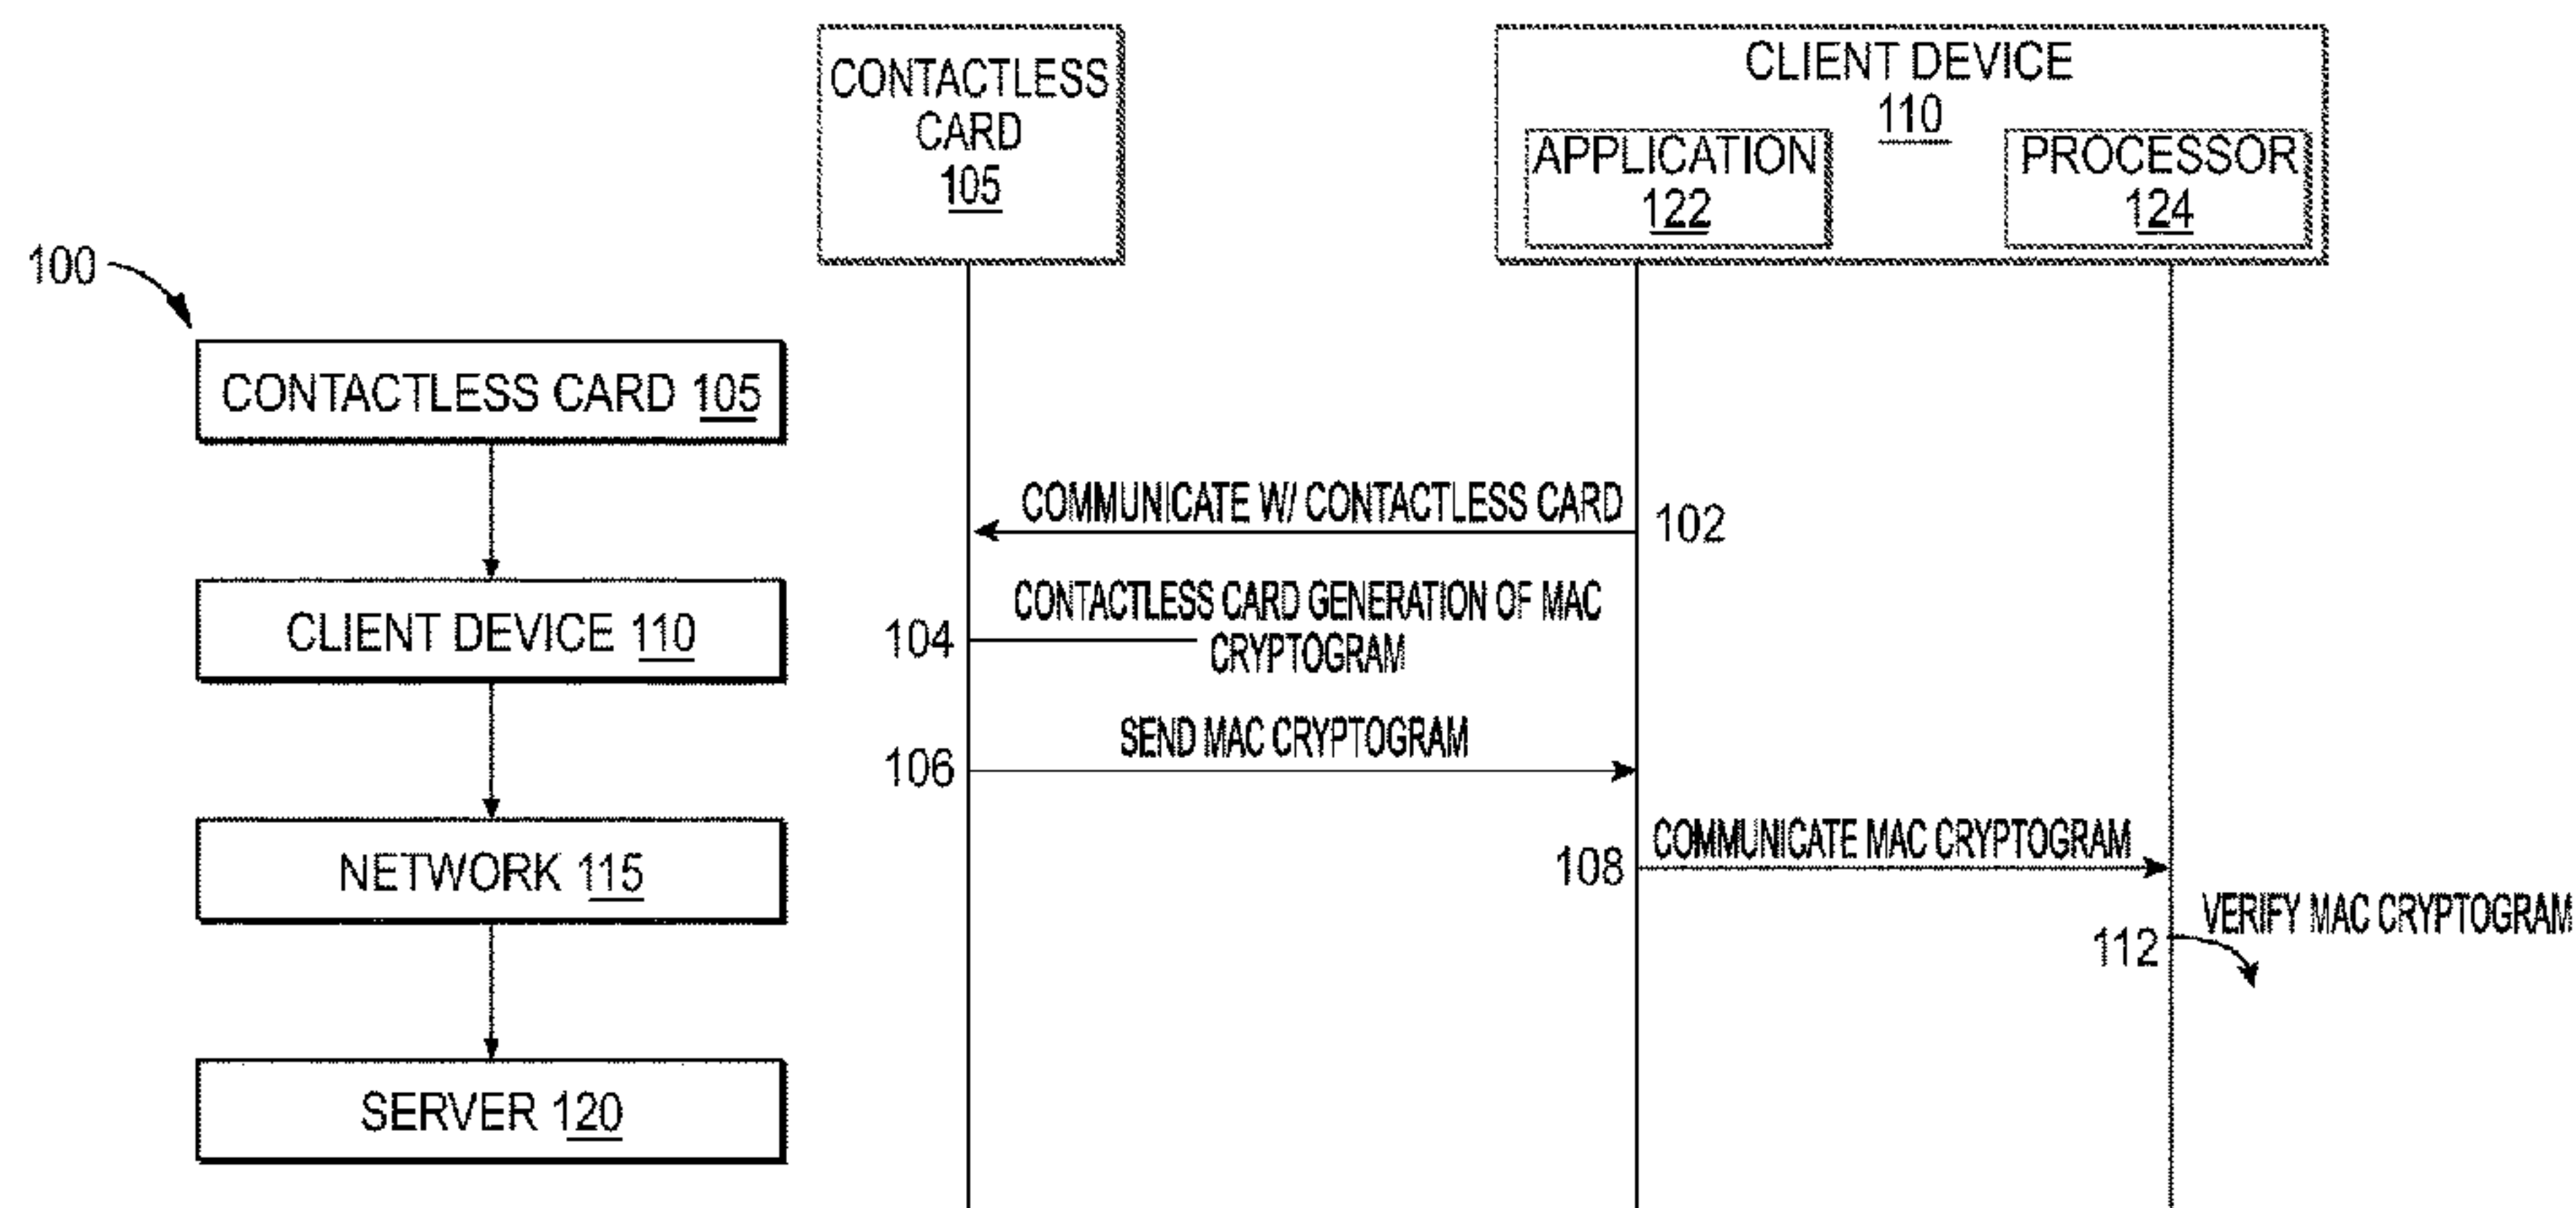 100
CONTACTLESS CARD 105
CLIENT DEVICE 110
NETWORK 115
SERVER 120
CONTACTLESS
CARD
105
CLIENT DEVICE
110
APPLICATION
122
PROCESSOR
124
COMMUNICATE W/ CONTACTLESS CARD
102
CONTACTLESS CARD GENERATION OF MAC
104
CRYPTOGRAM
SEND MAC CRYPTOGRAM
106
COMMUNICATE MAC CRYPTOGRAM
108
VERIFY MAC CRYPTOGRAM
112